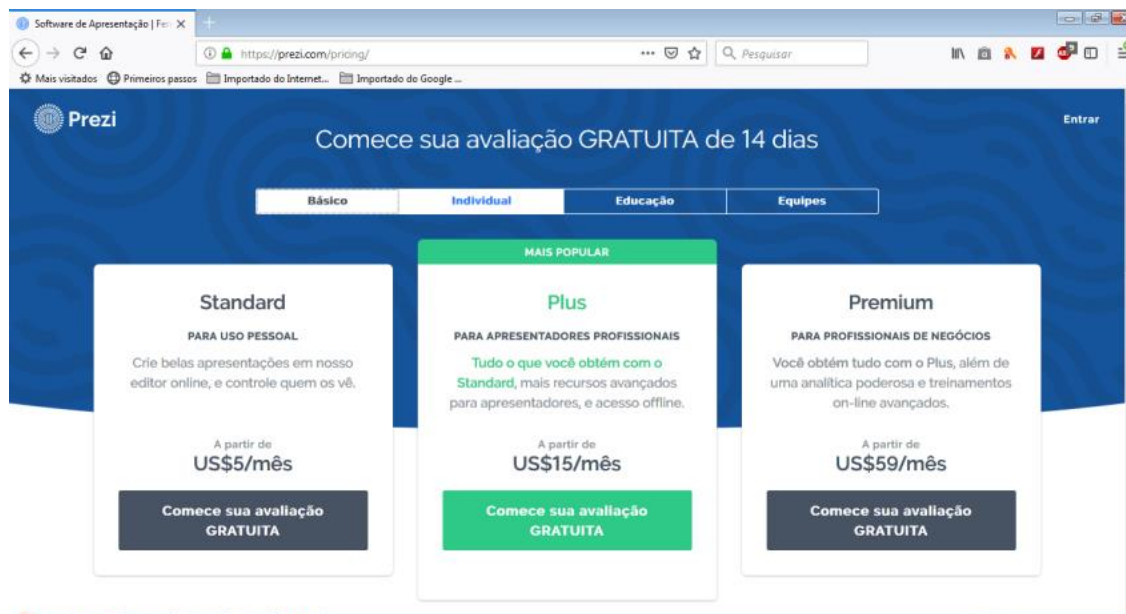 Software de Apresentação | Fe
https://prezi.com/pricing/
Pesquisar
Mais visitados Primeiros passos Importado do Internet... Importado do Google ...
Prezi
Entrar
Comece sua avaliação GRATUITA de 14 dias
Básico Individual Educação Equipes
MAIS POPULAR
Standard
PARA USO PESSOAL
Crie belas apresentações em nosso
editor online, e controle quem os vê.
A partir de
US$5/mês
Comece sua avaliação
GRATUITA
Plus
PARA APRESENTADORES PROFISSIONAIS
Tudo o que você obtém com o
Standard, mais recursos avançados
para apresentadores, e acesso offline.
A partir de
US$15/mês
Comece sua avaliação
GRATUITA
Premium
PARA PROFISSIONAIS DE NEGÓCIOS
Você obtém tudo com o Plus, além de
uma analítica poderosa e treinamentos
on-line avançados.
A partir de
US$59/mês
Comece sua avaliação
GRATUITA